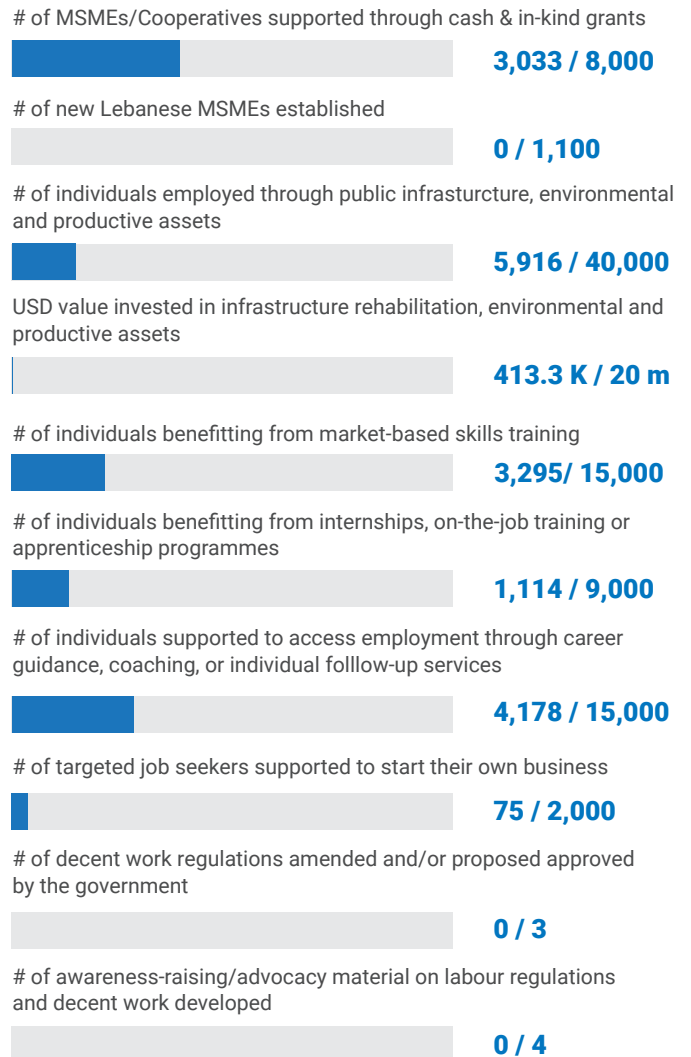 # of MSMEs/Cooperatives supported through cash & in-kind grants
3,033 / 8,000
# of new Lebanese MSMEs established
0 / 1,100
# of individuals employed through public infrasturcture, environmental
and productive assets
5,916 / 40,000
USD value invested in infrastructure rehabilitation, environmental and
productive assets
413.3 K / 20 m
# of individuals benefitting from market-based skills training
3,295/ 15,000
# of individuals benefitting from internships, on-the-job training or
apprenticeship programmes
1,114 / 9,000
# of individuals supported to access employment through career
guidance, coaching, or individual folllow-up services
4,178 / 15,000
# of targeted job seekers supported to start their own business
75 / 2,000
# of decent work regulations amended and/or proposed approved
by the government
0 / 3
# of awareness-raising/advocacy material on labour regulations
and decent work developed
0 / 4